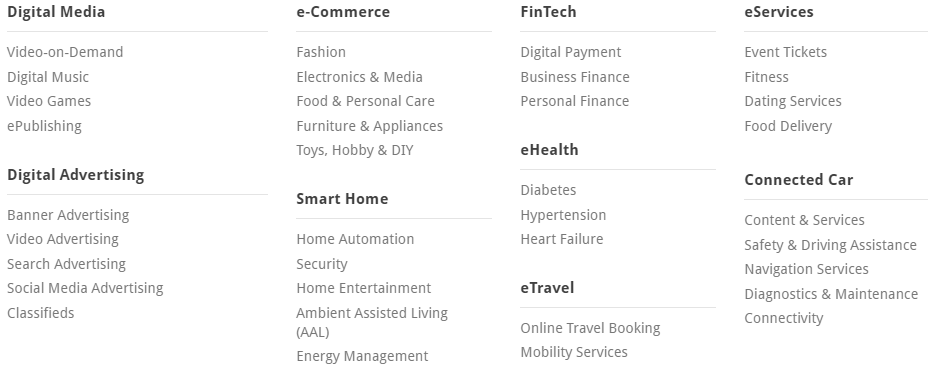 Digital Media
Video-on-Demand
Digital Music
Video Games
ePublishing
Digital Advertising
Banner Advertising
Video Advertising
Search Advertising
Social Media Advertising
Classifieds
e-Commerce
Fashion
Electronics & Media
Food & Personal Care
Furniture & Appliances
Toys, Hobby & DIY
Smart Home
Home Automation
Security
Home Entertainment
Ambient Assisted Living
(AAL)
Energy Management
FinTech
Digital Payment
Business Finance
Personal Finance
eHealth
Diabetes
Hypertension
Heart Failure
eTravel
Online Travel Booking
Mobility Services
eServices
Event Tickets
Fitness
Dating Services
Food Delivery
Connected Car
Content & Services
Safety & Driving Assistance
Navigation Services
Diagnostics & Maintenance
Connectivity